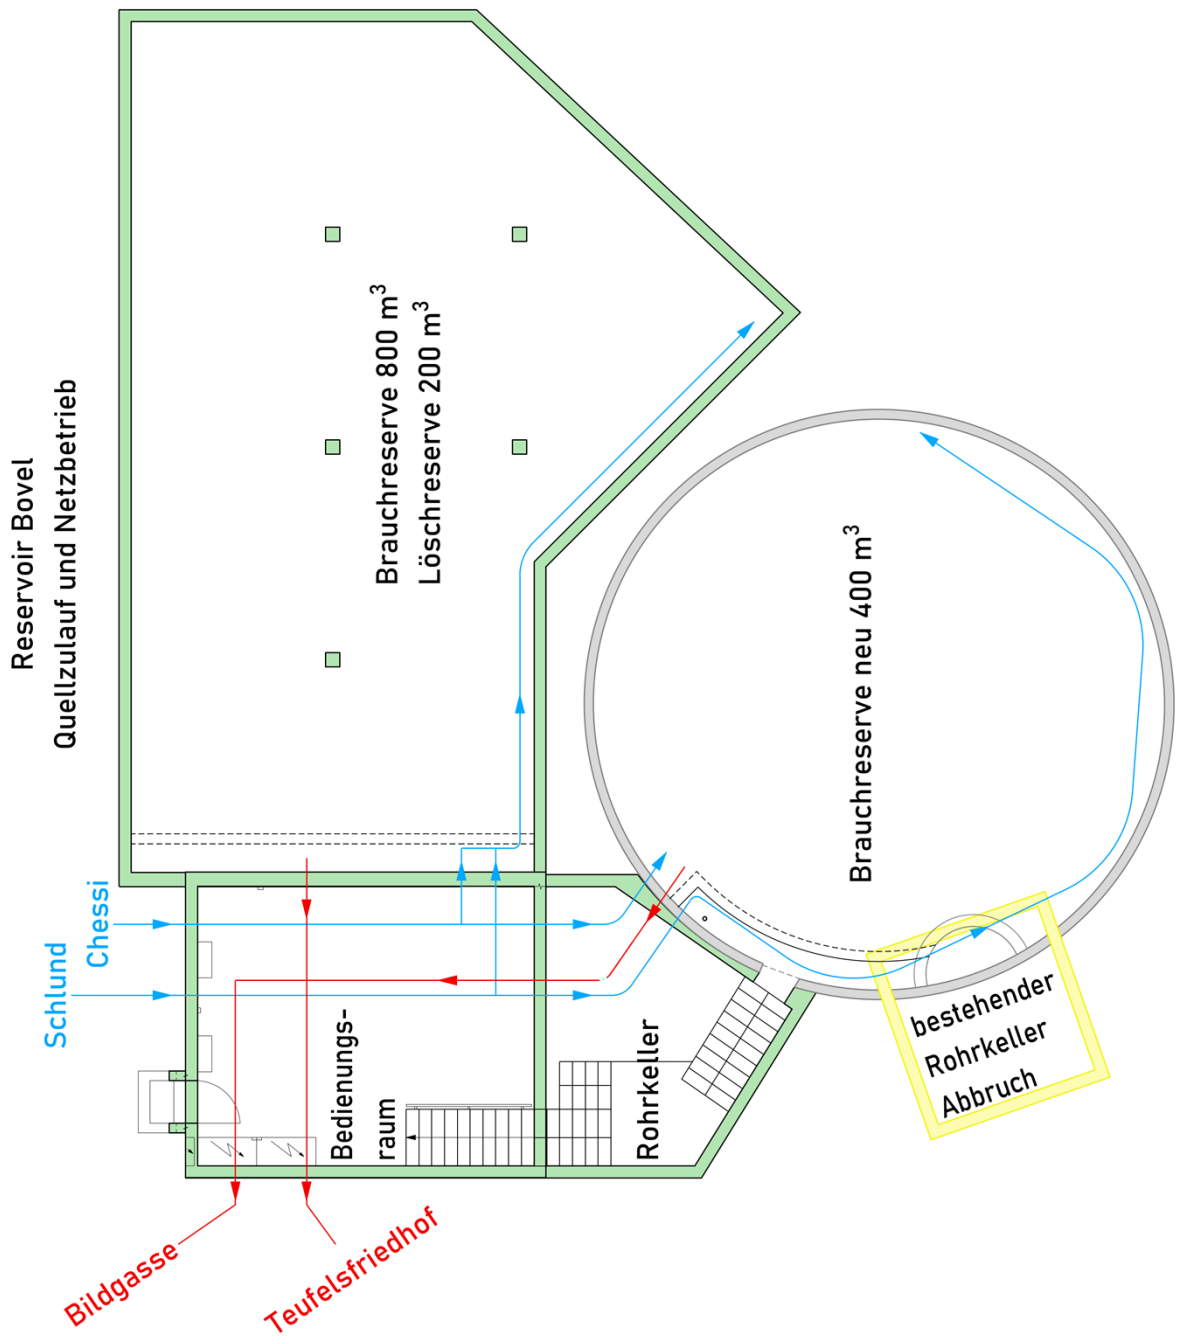 Reservoir Bovel
Quellzulauf und Netzbetrieb
Brauchreserve 800 m³
Löschreserve 200 m³
Brauchreserve neu 400 m³
Chessi
Schlund
Bedienungs-
raum
Rohrkeller
bestehender
Rohrkeller
Abbruch
Bildgasse
Teufelsfriedhof